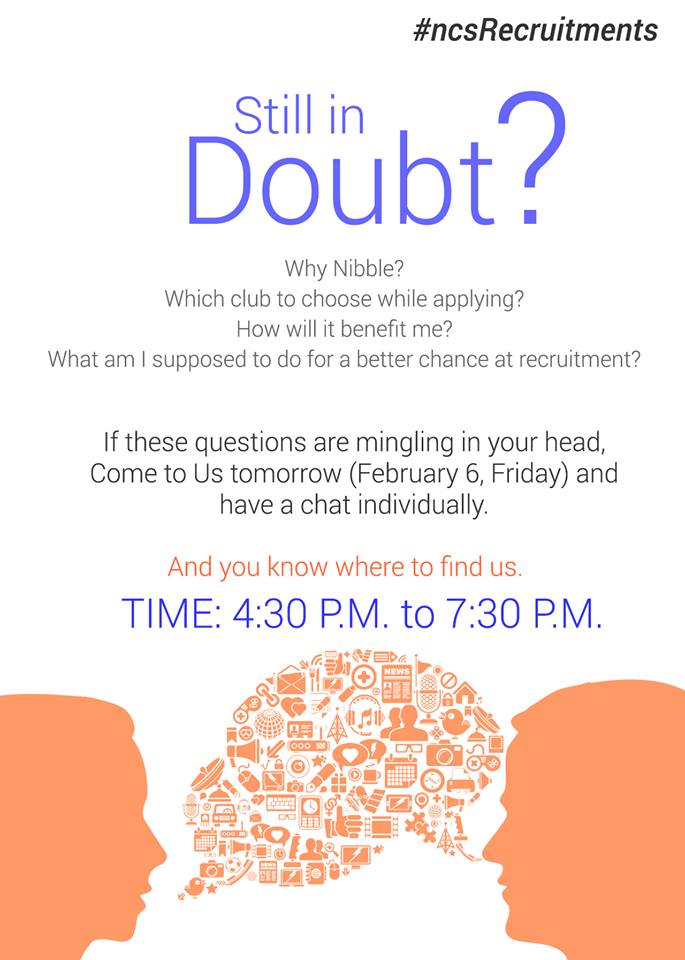 #ncsRecruitments
Still in
Doubt?
Why Nibble?
Which club to choose while applying?
How will it benefit me?
What am I supposed to do for a better chance at recruitment?
If these questions are mingling in your head,
Come to Us tomorrow (February 6, Friday) and
have a chat individually.
And you know where to find us.
TIME: 4:30 P.M. to 7:30 P.M.
NEWS